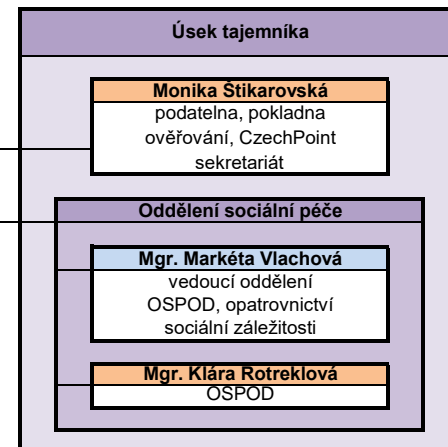 Úsek tajemníka
Monika Štikarovská
podatelna, pokladna
ověřování, CzechPoint
sekretariát
Oddělení sociální péče
Mgr. Markéta Vlachová
vedoucí oddělení
OSPOD, opatrovnictví
sociální záležitosti
Mgr. Klára Rotreklová
OSPOD